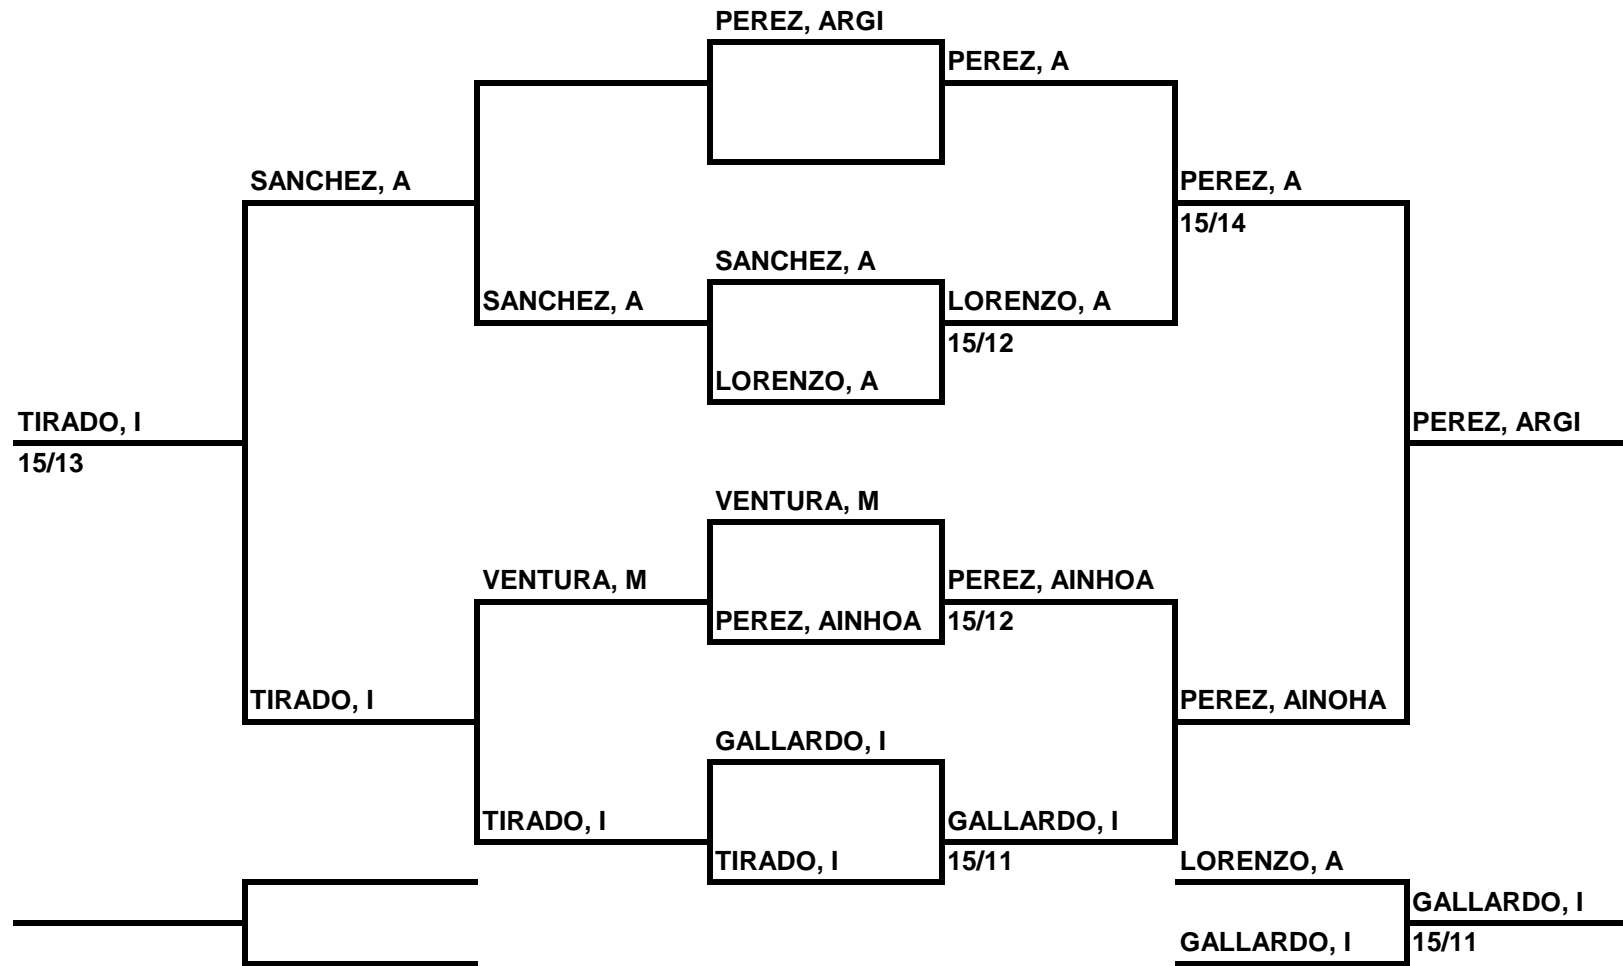 PEREZ, ARGI
PEREZ, A
SANCHEZ, A
PEREZ, A
15/14
SANCHEZ, A
SANCHEZ, A
LORENZO, A
15/12
LORENZO, A
TIRADO, I
15/13
PEREZ, ARGI
VENTURA, M
VENTURA, M
PEREZ, AINHOA
PEREZ, AINHOA
15/12
TIRADO, I
PEREZ, AINOHA
GALLARDO, I
TIRADO, I
GALLARDO, I
TIRADO, I
15/11
LORENZO, A
GALLARDO, I
GALLARDO, I
15/11